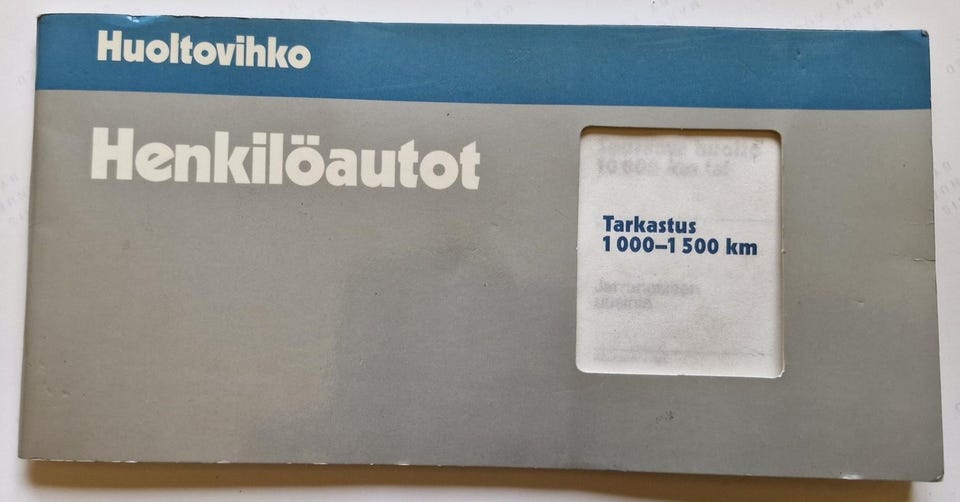 Huoltovihko
Henkilöautot
Tarkastus
1 000–1 500 km